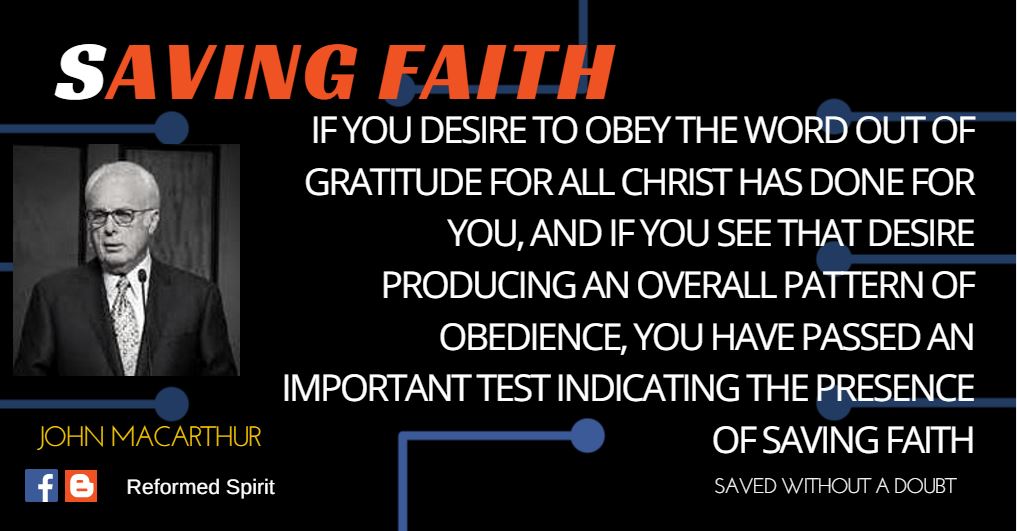 SAVING FAITH
IF YOU DESIRE TO OBEY THE WORD OUT OF
GRATITUDE FOR ALL CHRIST HAS DONE FOR
YOU, AND IF YOU SEE THAT DESIRE
PRODUCING AN OVERALL PATTERN OF
OBEDIENCE, YOU HAVE PASSED AN
IMPORTANT TEST INDICATING THE PRESENCE
OF SAVING FAITH
JOHN MACARTHUR
Reformed Spirit
SAVED WITHOUT A DOUBT